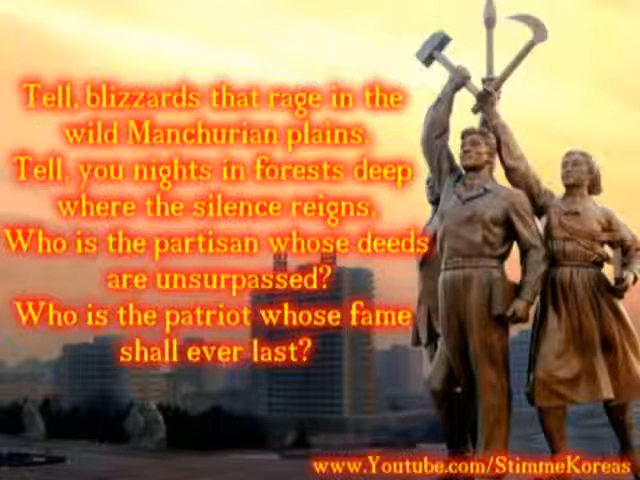 Tell, blizzards that rage in the
wild Manchurian plains
Tell, you nights in forests deep
where the silence reigns.
Who is the partisan whose deeds
are unsurpassed?
Who is the patriot whose fame
shall ever last?
www.Youtube.com/StimmeKoreas